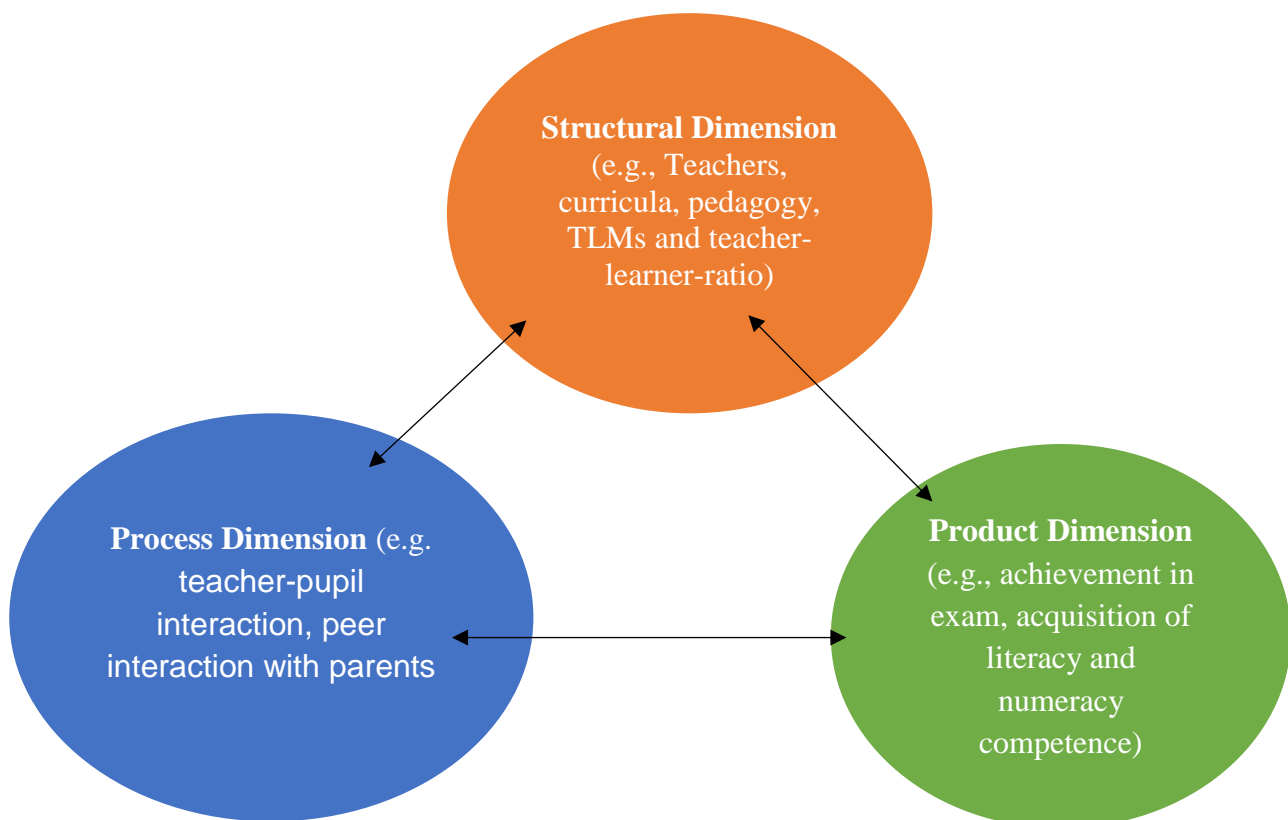 Structural Dimension
(e.g., Teachers,
curricula, pedagogy,
TLMs and teacher-
learner-ratio)
Process Dimension (e.g.
teacher-pupil
interaction, peer
interaction with parents
Product Dimension
(e.g., achievement in
exam, acquisition of
literacy and
numeracy
competence)